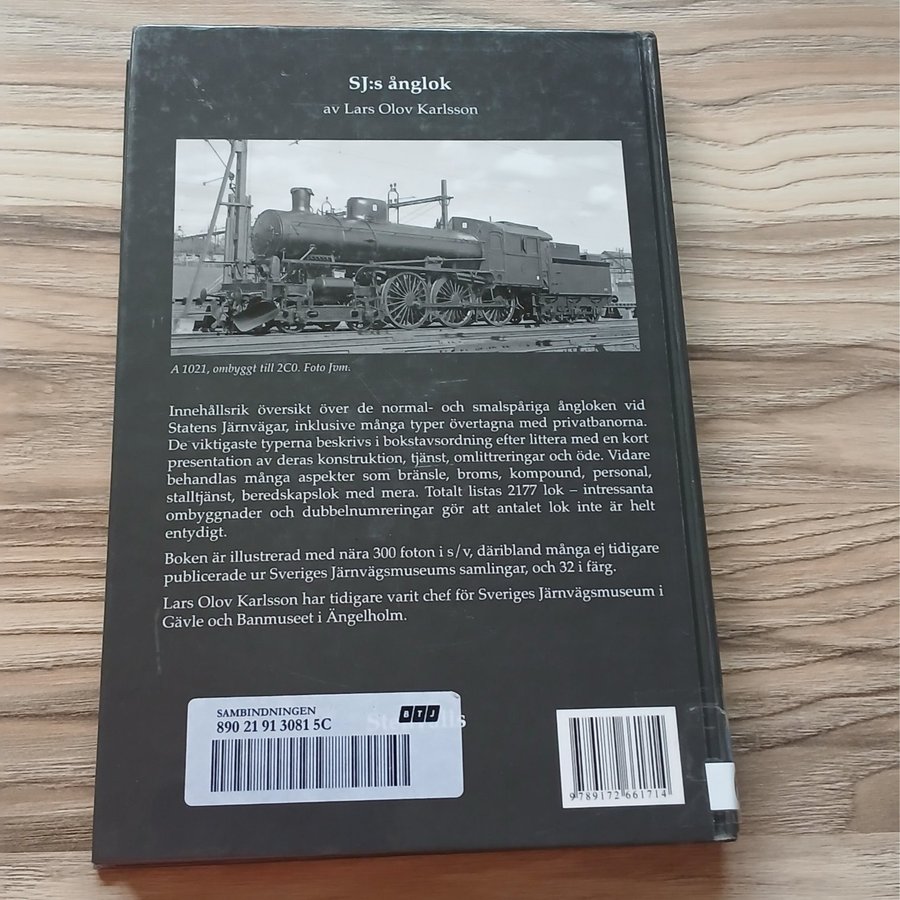 SJ:s ånglok
av Lars Olov Karlsson
A 1021, ombyggt till 2C0. Foto Jvm.
Innehållsrik översikt över de normal- och smalspåriga ångloken vid
Statens Järnvägar, inklusive många typer övertagna med privatbanorna.
De viktigaste typerna beskrivs i bokstavsordning efter littera med en kort
presentation av deras konstruktion, tjänst, omlittreringar och öde. Vidare
behandlas många aspekter som bränsle, broms, kompound, personal,
stalltjänst, beredskapslok med mera. Totalt listas 2177 lok – intressanta
ombyggnader och dubbelnumreringar gör att antalet lok inte är helt
entydigt.
Boken är illustrerad med nära 300 foton i s/v, däribland många ej tidigare
publicerade ur Sveriges Järnvägsmuseums samlingar, och 32 i färg.
Lars Olov Karlsson har tidigare varit chef för Sveriges Järnvägsmuseum i
Gävle och Banmuseet i Ängelholm.
SAMBINDNINGEN
890 21 91 3081 5C
BTJ
9 789172 661714